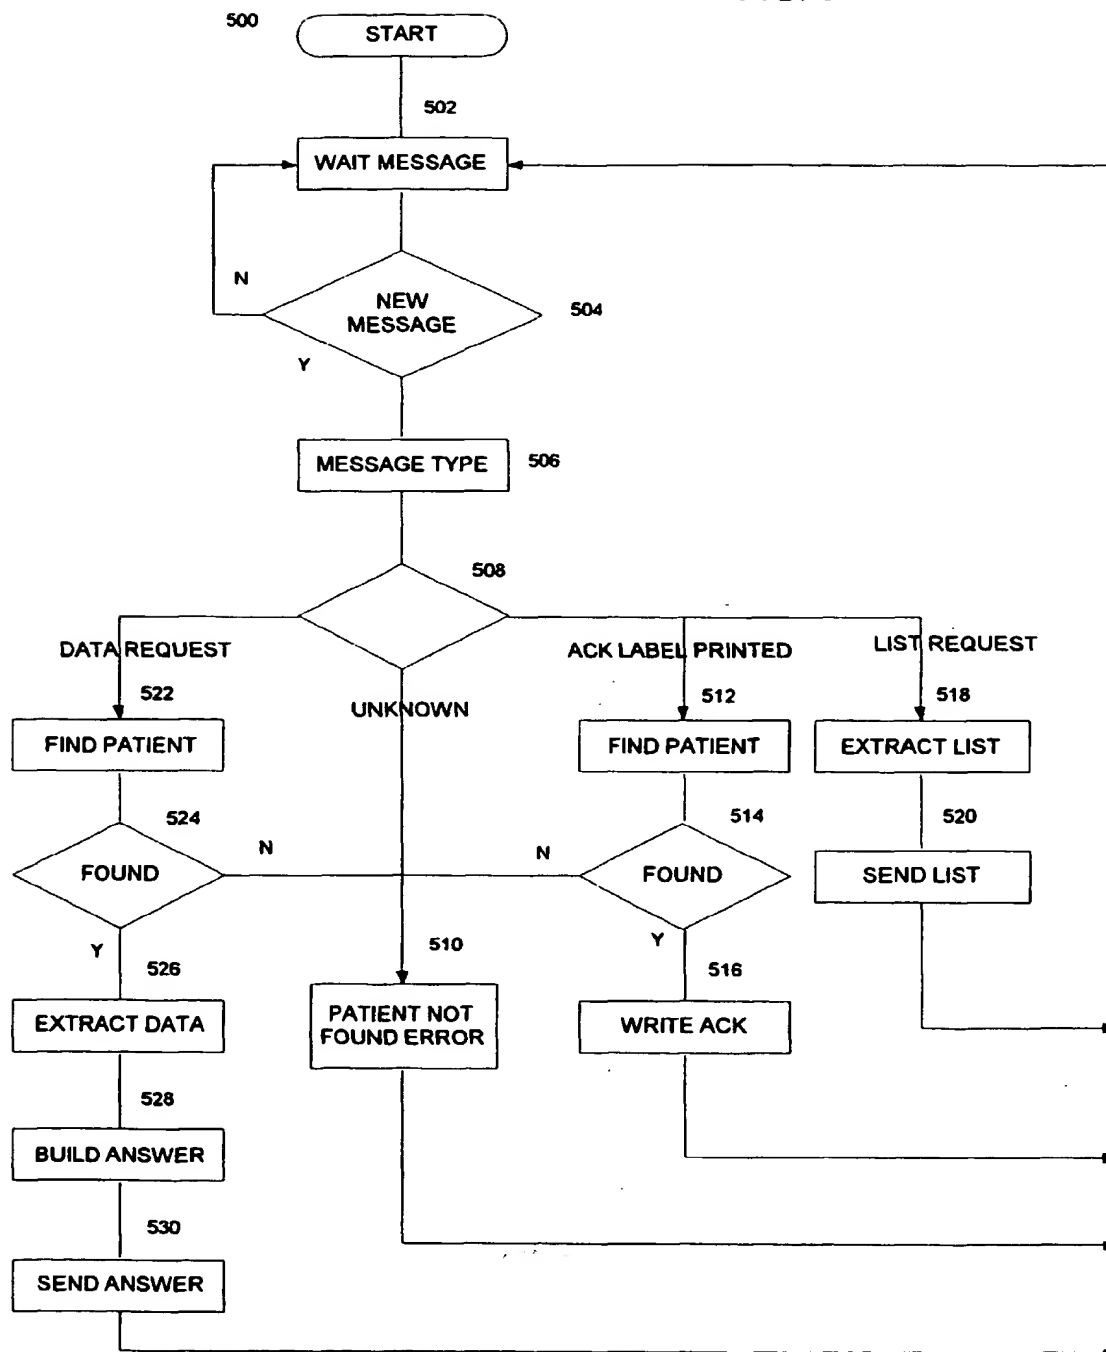 500
START
502
WAIT MESSAGE
N
NEW
MESSAGE
504
Y
MESSAGE TYPE
506
508
DATA REQUEST
UNKNOWN
ACK LABEL PRINTED
LIST REQUEST
522
512
518
FIND PATIENT
FIND PATIENT
EXTRACT LIST
524
514
520
FOUND
N
N
FOUND
SEND LIST
Y
526
510
Y
516
EXTRACT DATA
PATIENT NOT
FOUND ERROR
WRITE ACK
528
BUILD ANSWER
530
SEND ANSWER